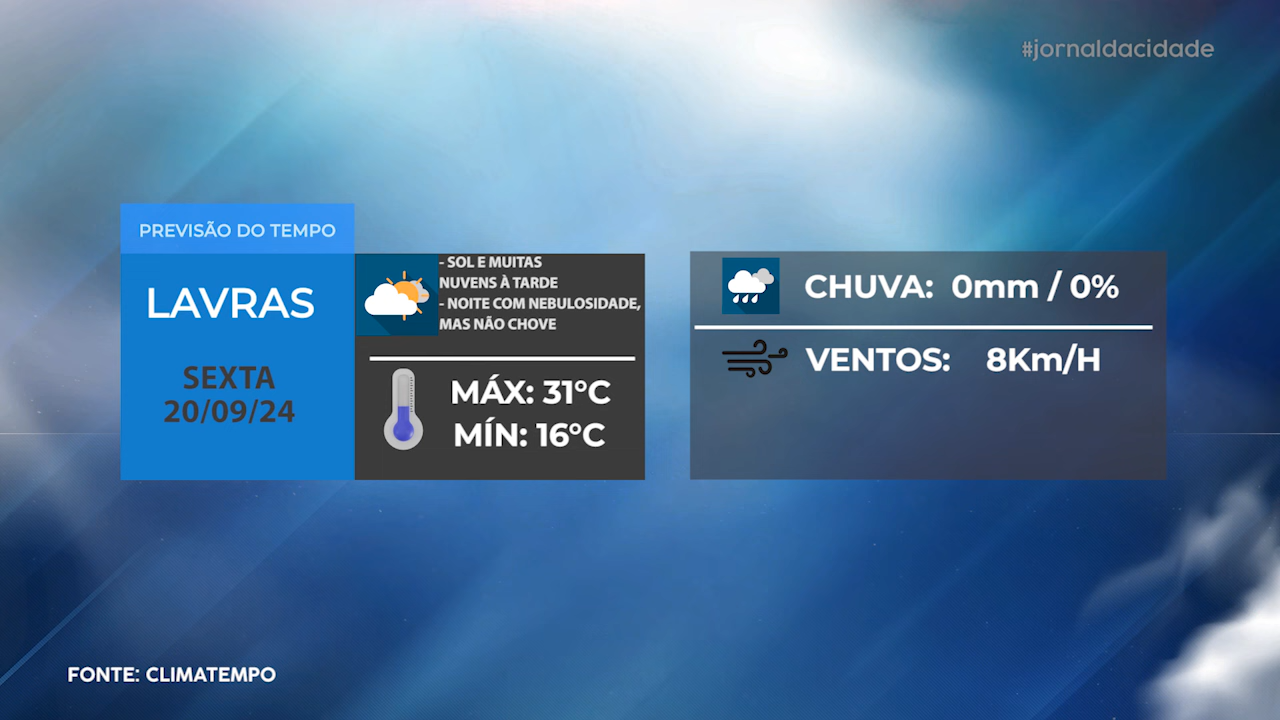 #jornaldacidade
PREVISÃO DO TEMPO
LAVRAS
SEXTA
20/09/24
- SOL E MUITAS
NUVENS À TARDE
- NOITE COM NEBULOSIDADE,
MAS NÃO CHOVE
MÁX: 31°C
MÍN: 16°C
CHUVA: 0mm / 0%
VENTOS: 8Km/H
FONTE: CLIMATEMPO